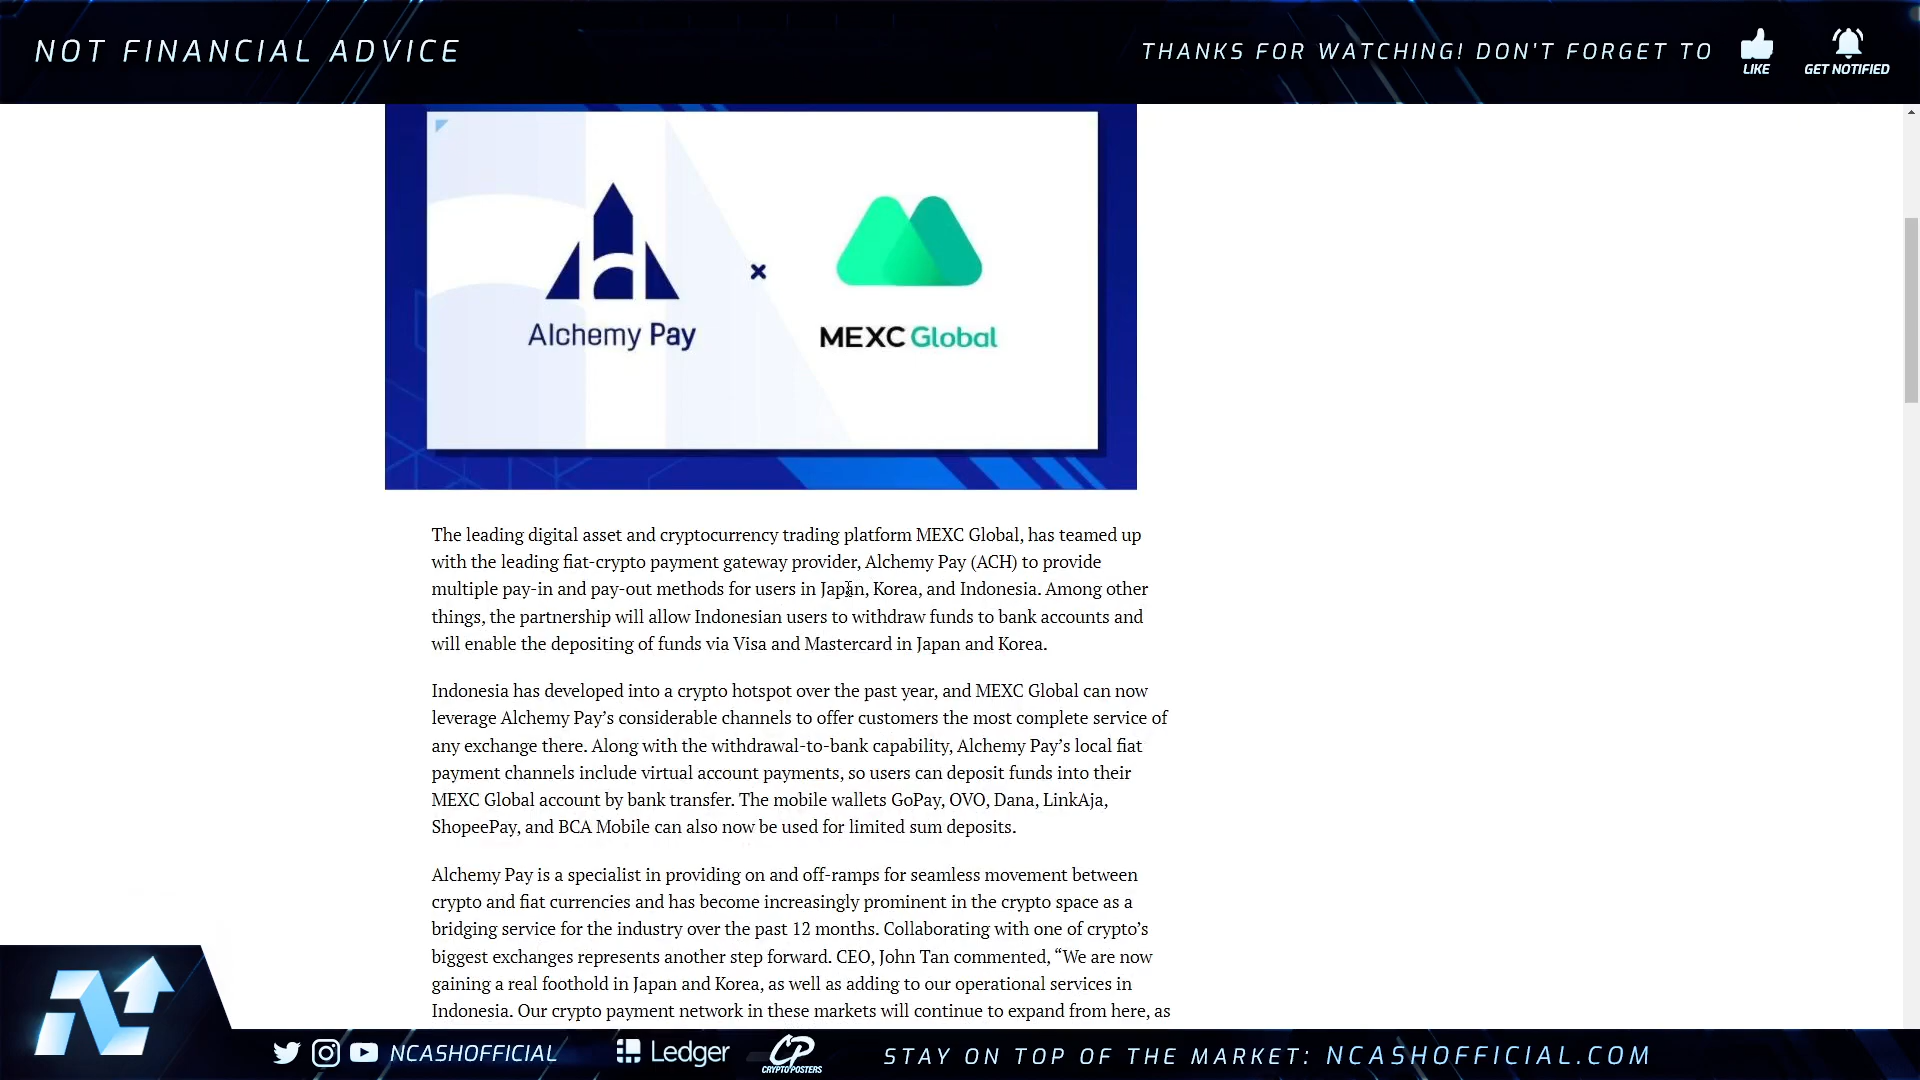 NOT FINANCIAL ADVICE
THANKS FOR WATCHING! DON'T FORGET TO
LIKE
GET NOTIFIED
Alchemy Pay
MEXC Global
The leading digital asset and cryptocurrency trading platform MEXC Global, has teamed up
with the leading fiat-crypto payment gateway provider, Alchemy Pay (ACH) to provide
multiple pay-in and pay-out methods for users in Japan, Korea, and Indonesia. Among other
things, the partnership will allow Indonesian users to withdraw funds to bank accounts and
will enable the depositing of funds via Visa and Mastercard in Japan and Korea.
Indonesia has developed into a crypto hotspot over the past year, and MEXC Global can now
leverage Alchemy Pay’s considerable channels to offer customers the most complete service of
any exchange there. Along with the withdrawal-to-bank capability, Alchemy Pay’s local fiat
payment channels include virtual account payments, so users can deposit funds into their
MEXC Global account by bank transfer. The mobile wallets GoPay, OVO, Dana, LinkAja,
ShopeePay, and BCA Mobile can also now be used for limited sum deposits.
Alchemy Pay is a specialist in providing on and off-ramps for seamless movement between
crypto and fiat currencies and has become increasingly prominent in the crypto space as a
bridging service for the industry over the past 12 months. Collaborating with one of crypto’s
biggest exchanges represents another step forward. CEO, John Tan commented, “We are now
gaining a real foothold in Japan and Korea, as well as adding to our operational services in
Indonesia. Our crypto payment network in these markets will continue to expand from here, as
NCASHOFFICIAL
Ledger
CP
CRYPTOPOSTERS
STAY ON TOP OF THE MARKET: NCASHOFFICIAL.COM